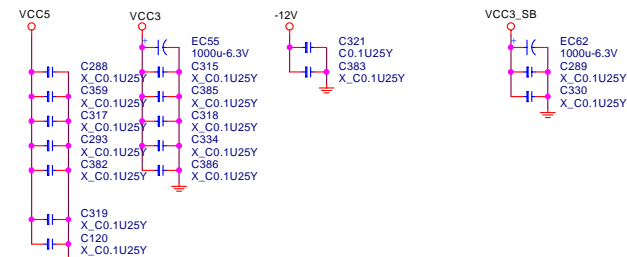 VCC5
C288
X_C0.1U25Y
C359
X_C0.1U25Y
C317
X_C0.1U25Y
C293
X_C0.1U25Y
C382
X_C0.1U25Y
C319
X_C0.1U25Y
C120
X_C0.1U25Y
VCC3
+
EC55
1000u-6.3V
C315
X_C0.1U25Y
C385
X_C0.1U25Y
C318
X_C0.1U25Y
C334
X_C0.1U25Y
C386
X_C0.1U25Y
-12V
C321
C0.1U25Y
C383
X_C0.1U25Y
VCC3_SB
+
EC62
1000u-6.3V
C289
X_C0.1U25Y
C330
X_C0.1U25Y